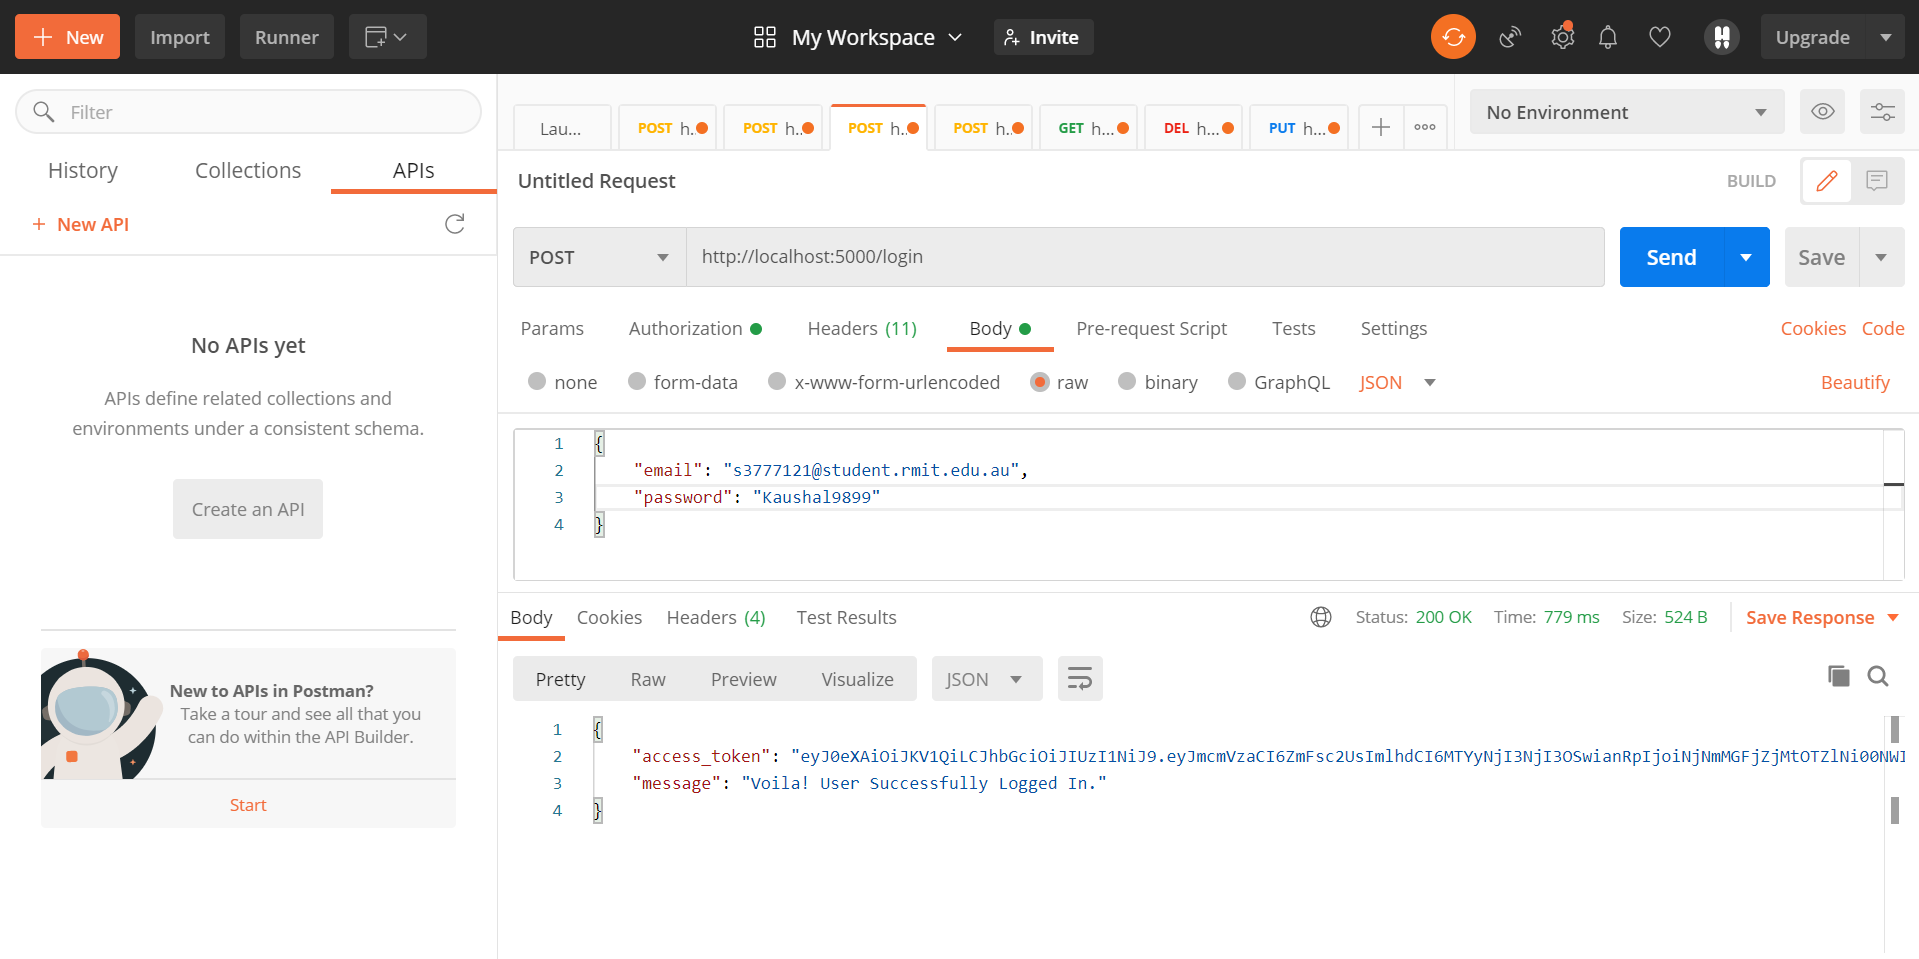 New
Import
Runner
My Workspace
Invite
Upgrade
Filter
History
Collections
APIs
+ New API
No APIs yet
APIs define related collections and
environments under a consistent schema.
Create an API
New to APIs in Postman?
Take a tour and see all that you
can do within the API Builder.
Start
Lau...
POST h..
POST h..
POST h..
POST h..
GET h...
DEL h...
PUT h...
No Environment
Untitled Request
BUILD
POST
http://localhost:5000/login
Send
Save
Params
Authorization
Headers (11)
Body
Pre-request Script
Tests
Settings
Cookies
Code
none
form-data
x-www-form-urlencoded
raw
binary
GraphQL
JSON
Beautify
1 {
2 "email": "s3777121@student.rmit.edu.au",
3 "password": "Kaushal9899"
4 }
Body
Cookies
Headers (4)
Test Results
Status: 200 OK
Time: 779 ms
Size: 524 B
Save Response
Pretty
Raw
Preview
Visualize
JSON
1 {
2 "access_token":
3 "message": "Voila! User Successfully Logged In."
4 }